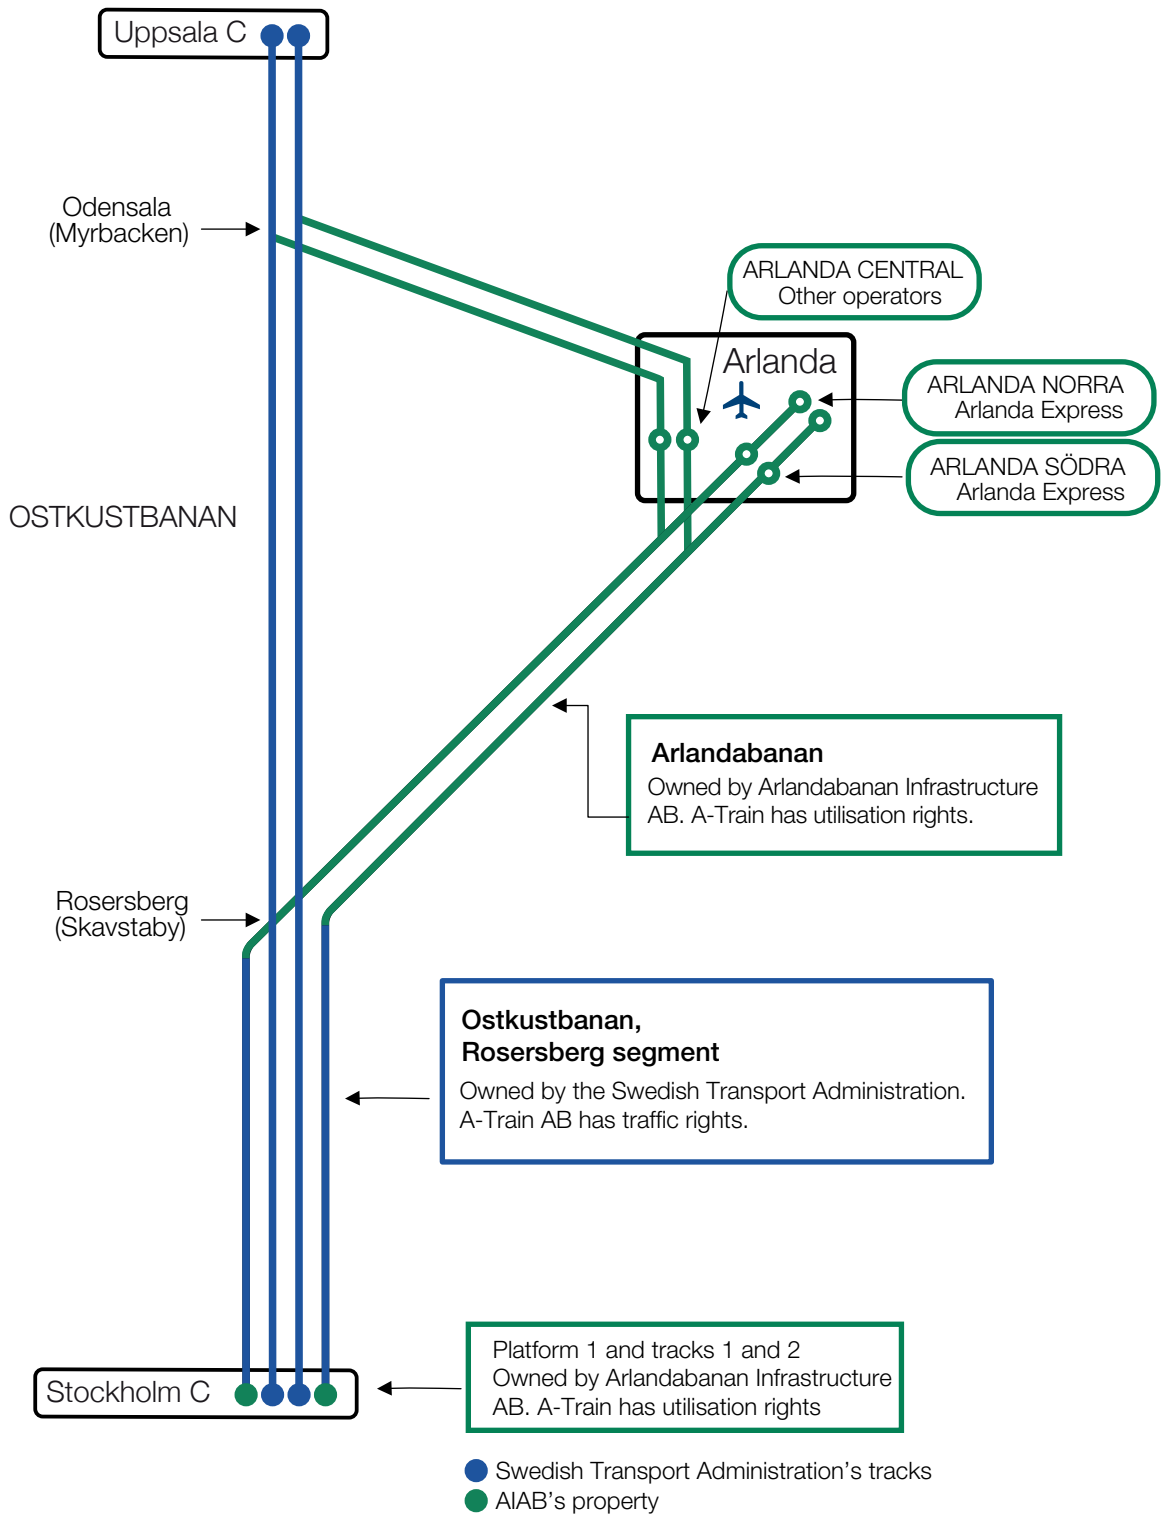 Uppsala C
Odensala
(Myrbacken)
ARLANDA CENTRAL
Other operators
Arlanda
ARLANDA NORRA
Arlanda Express
ARLANDA SÖDRA
Arlanda Express
OSTKUSTBANAN
Arlandabanan
Owned by Arlandabanan Infrastructure
AB. A-Train has utilisation rights.
Rosersberg
(Skavstaby)
Ostkustbanan,
Rosersberg segment
Owned by the Swedish Transport Administration.
A-Train AB has traffic rights.
Platform 1 and tracks 1 and 2
Owned by Arlandabanan Infrastructure
AB. A-Train has utilisation rights
Stockholm C
Swedish Transport Administration’s tracks
AIAB’s property